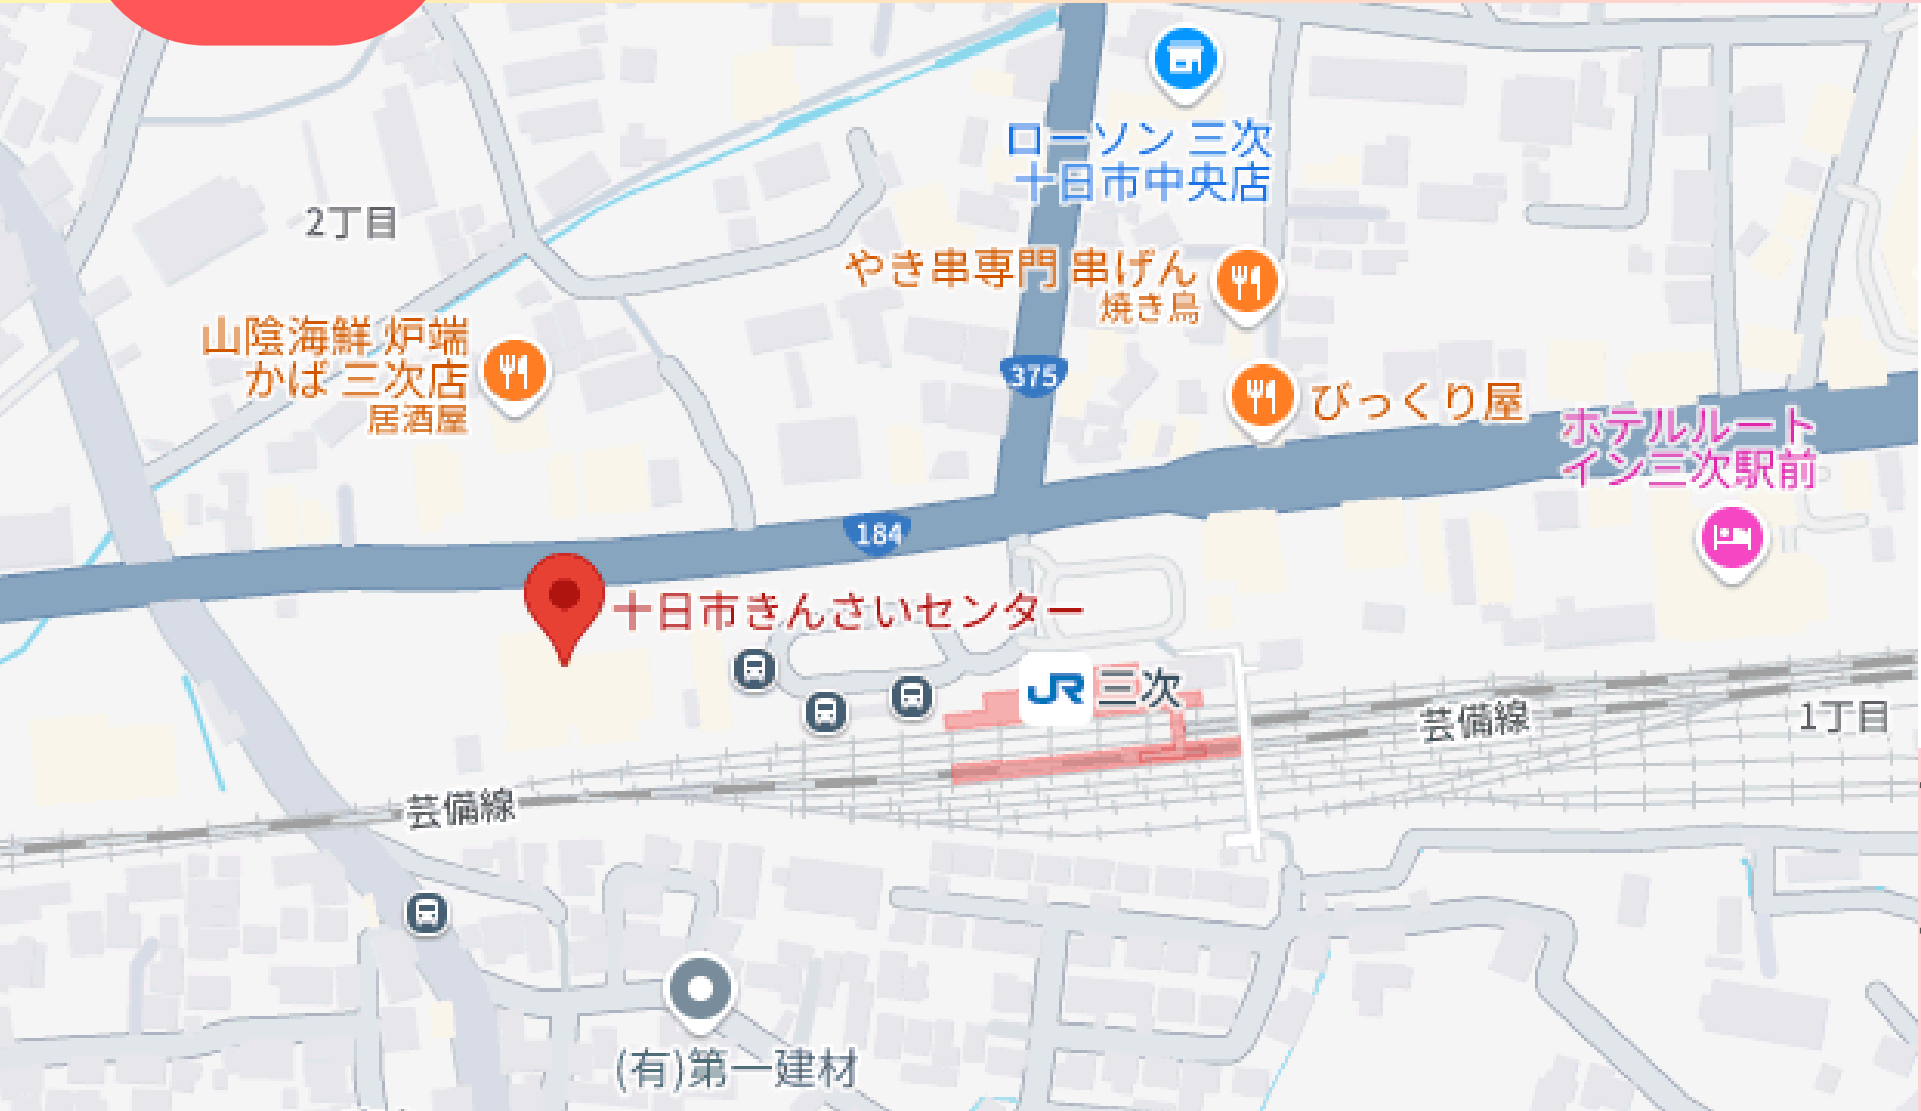 ローソン 三次
十日市中央店
2丁目
やき串専門 串げん
焼き鳥
山陰海鮮 炉端
かば 三次店
居酒屋
375
びっくり屋
ホテルルート
イン三次駅前
184
十日市きんさいセンター
JR 三次
芸備線
1丁目
芸備線
(有)第一建材